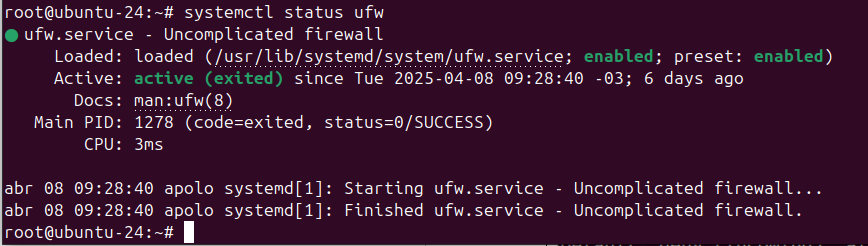 root@ubuntu-24:~# systemctl status ufw
● ufw.service - Uncomplicated firewall
Loaded: loaded (/usr/lib/systemd/system/ufw.service; enabled; preset: enabled)
Active: active (exited) since Tue 2025-04-08 09:28:40 -03; 6 days ago
Docs: man:ufw(8)
Main PID: 1278 (code=exited, status=0/SUCCESS)
CPU: 3ms
abr 08 09:28:40 apolo systemd[1]: Starting ufw.service - Uncomplicated firewall...
abr 08 09:28:40 apolo systemd[1]: Finished ufw.service - Uncomplicated firewall.
root@ubuntu-24:~#